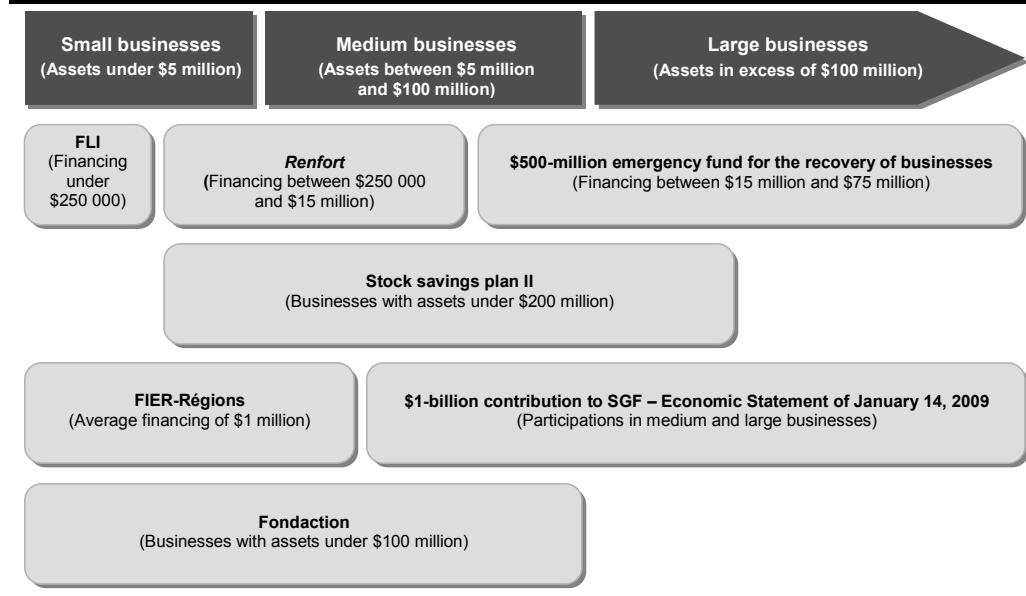 Small businesses
(Assets under $5 million)
Medium businesses
(Assets between $5 million
and $100 million)
Large businesses
(Assets in excess of $100 million)
FLI
(Financing
under
$250 000)
Renfort
(Financing between $250 000
and $15 million)
$500-million emergency fund for the recovery of businesses
(Financing between $15 million and $75 million)
Stock savings plan II
(Businesses with assets under $200 million)
FIER-Régions
(Average financing of $1 million)
$1-billion contribution to SGF – Economic Statement of January 14, 2009
(Participations in medium and large businesses)
Fondaction
(Businesses with assets under $100 million)